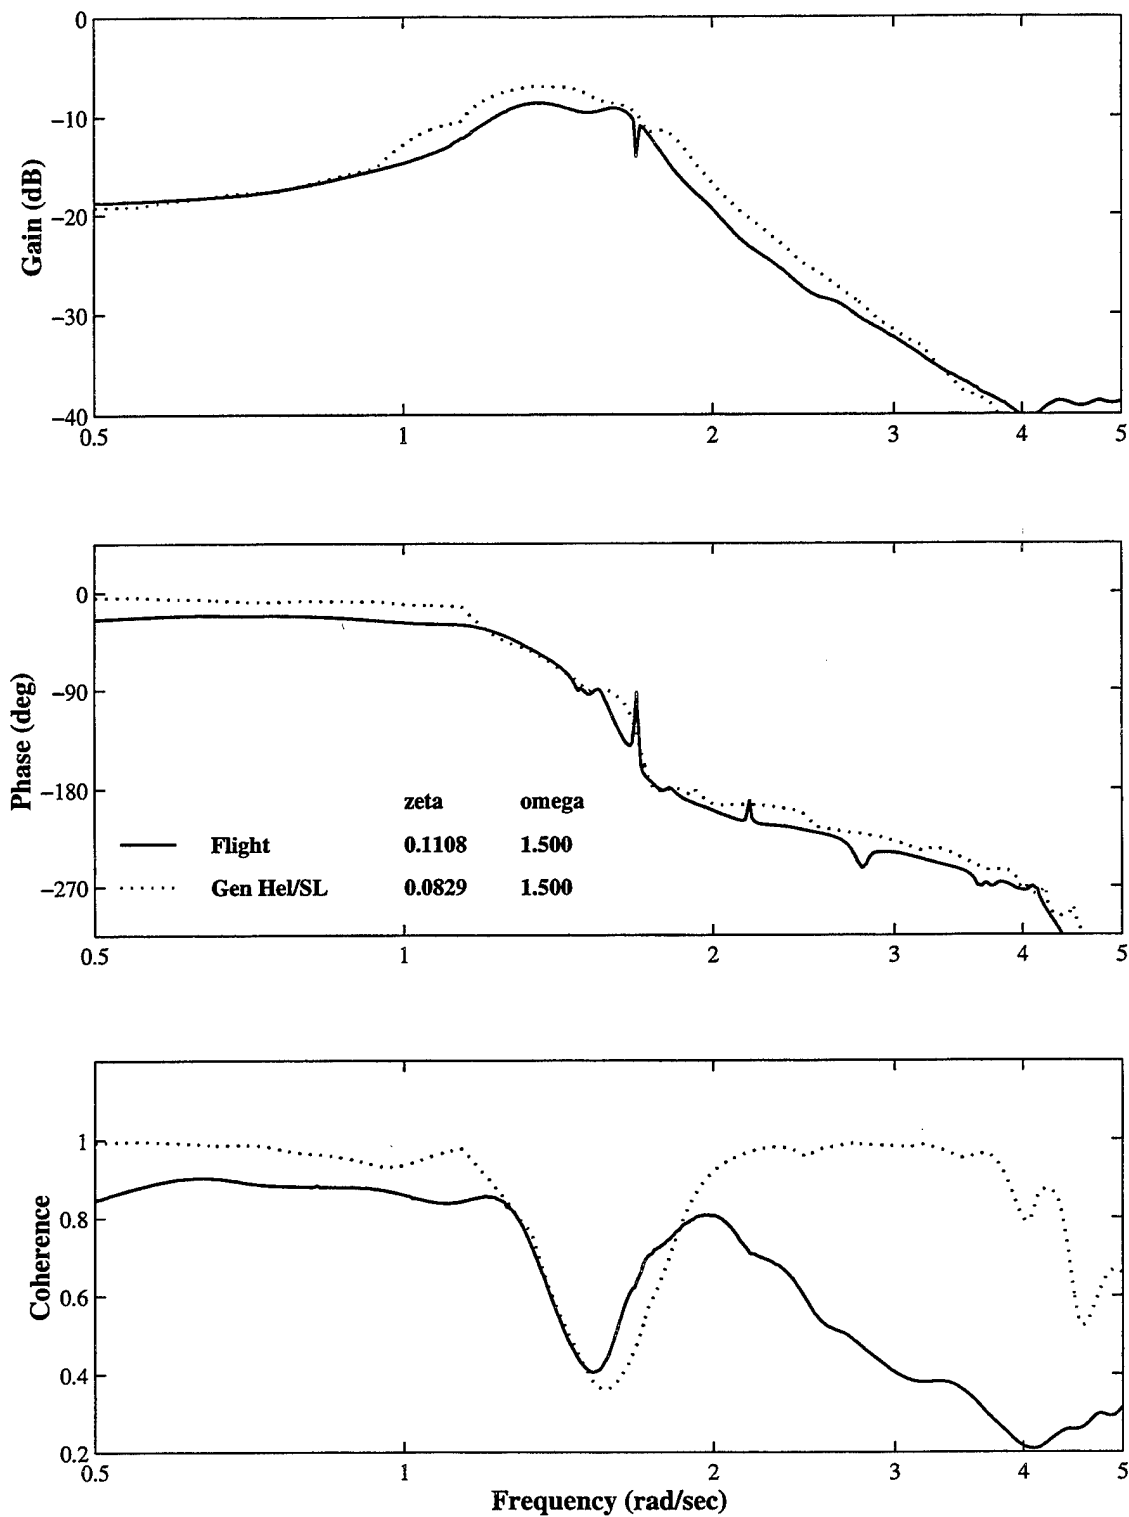 0
−10
−20
−30
−40
Gain (dB)
0.5 1 2 3 4 5
0
−90
−180
−270
Phase (deg)
zeta omega
Flight 0.1108 1.500
Gen Hel/SL 0.0829 1.500
0.5 1 2 3 4 5
1
0.8
0.6
0.4
0.2
Coherence
0.5 1 2 3 4 5
Frequency (rad/sec)